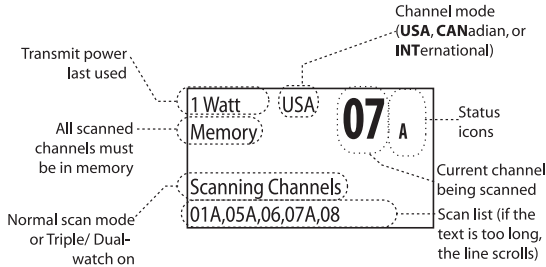 Channel mode
(USA, CANadian, or
INTernational)
Transmit power
last used
1 Watt
USA
07
A
Status
icons
All scanned
channels must
be in memory
Memory
Current channel
being scanned
Scanning Channels
Normal scan mode
or Triple/ Dual-
watch on
01A,05A,06,07A,08
Scan list (if the
text is too long,
the line scrolls)